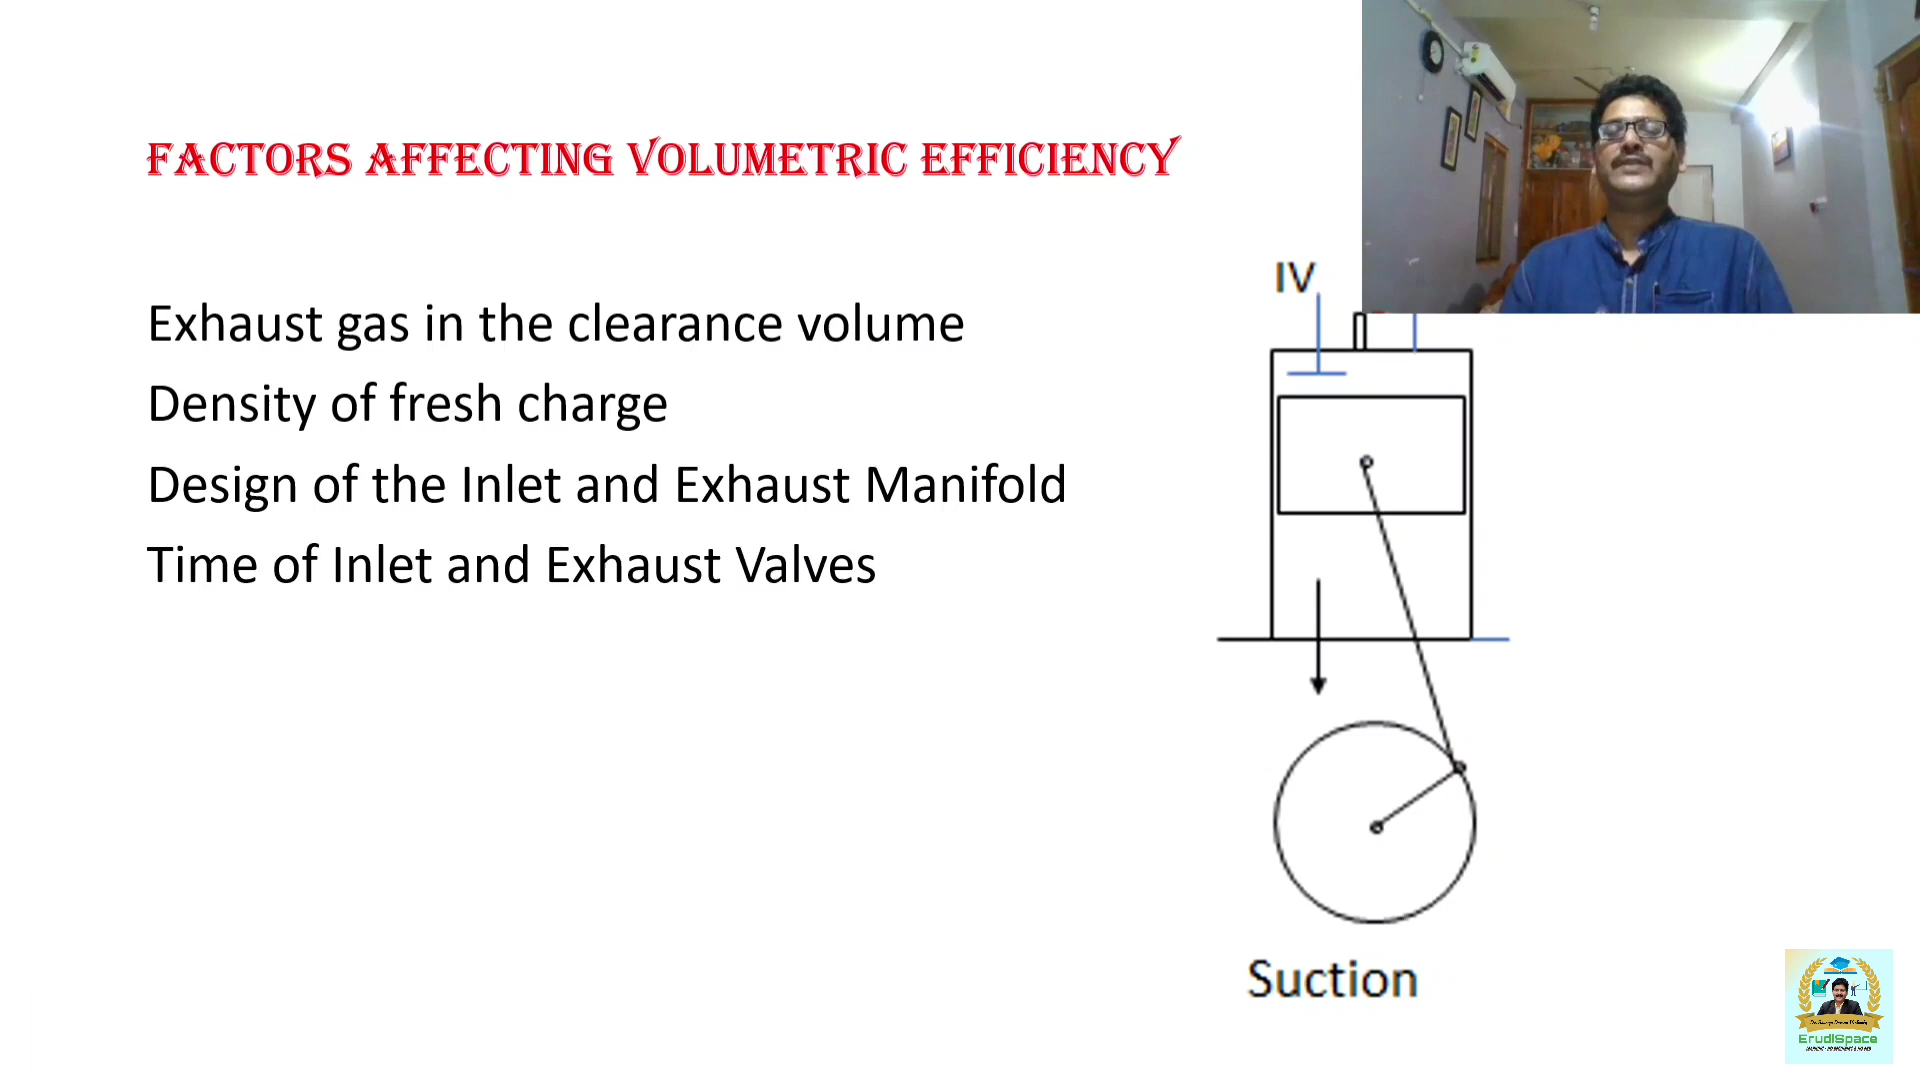 FACTORS AFFECTING VOLUMETRIC EFFICIENCY
Exhaust gas in the clearance volume
Density of fresh charge
Design of the Inlet and Exhaust Manifold
Time of Inlet and Exhaust Valves
IV
Suction
ErudiSpace